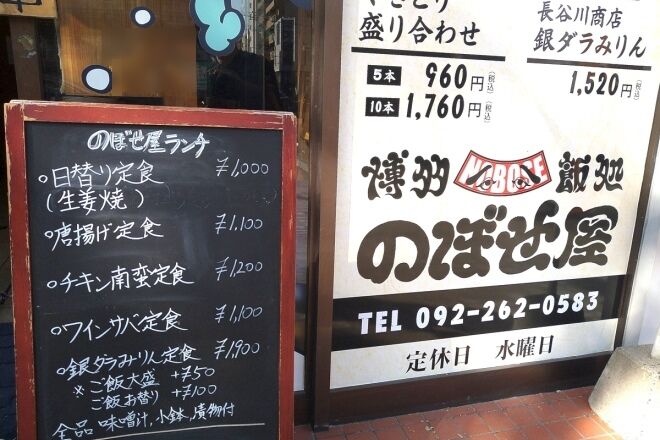 のぼせ屋ランチ
○日替り定食 ¥1,000
(生姜焼)
○唐揚げ定食 ¥1,100
○チキン南蛮定食 ¥1,200
○ワインサバ定食 ¥1,100
○銀ダラみりん定食 ¥1,900
※ご飯大盛 +¥50
ご飯お替り +¥100
全品 味噌汁,小鉢,漬物付
盛り合わせ
5本 960円(税込)
10本 1,760円(税込)
長谷川商店
銀ダラみりん
1,520円(税込)
博多 NOBOSE 飯処
のぼせ屋
TEL 092-262-0583
定休日 水曜日